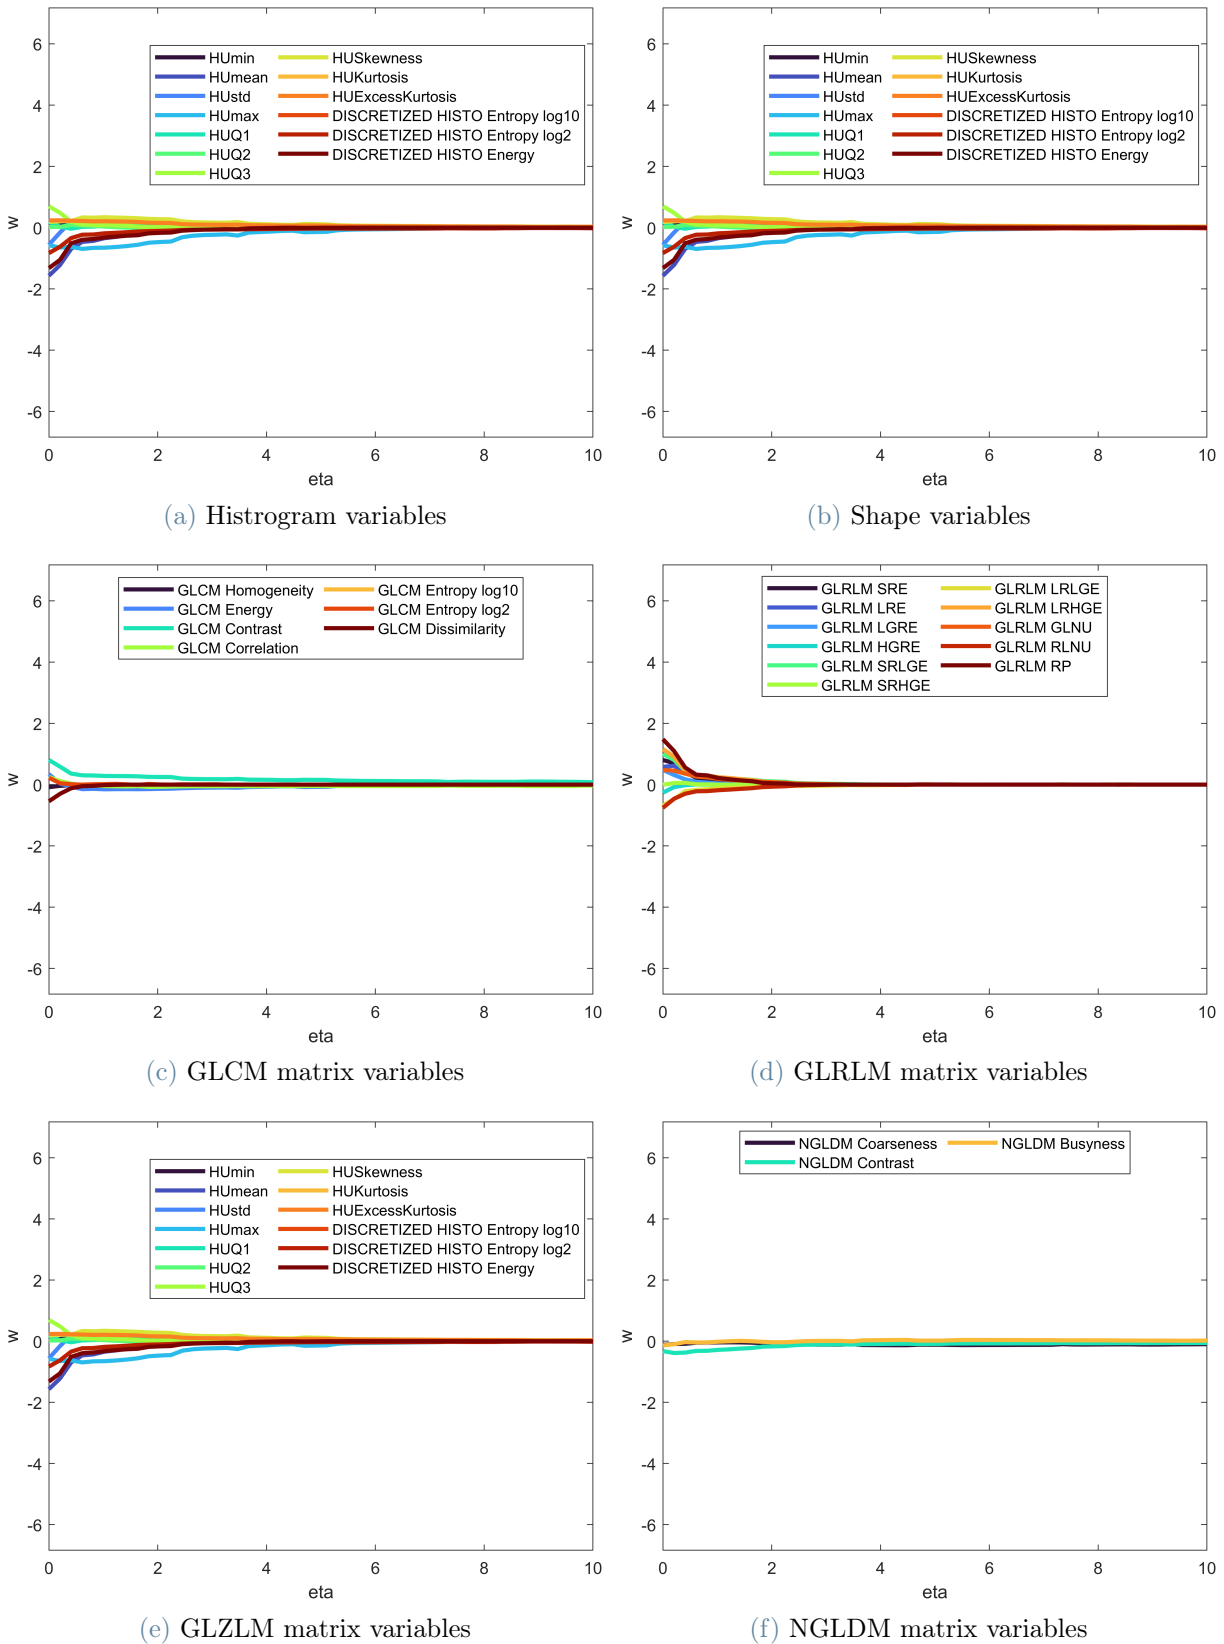 6
4
2
0
-2
-4
-6
w
HUmin
HUmean
HUstd
HUmax
HUQ1
HUQ2
HUQ3
HUSkewness
HUKurtosis
HUExcessKurtosis
DISCRETIZED HISTO Entropy log10
DISCRETIZED HISTO Entropy log2
DISCRETIZED HISTO Energy
0 2 4 6 8 10
eta
(a) Histrogram variables
6
4
2
0
-2
-4
-6
w
HUmin
HUmean
HUstd
HUmax
HUQ1
HUQ2
HUQ3
HUSkewness
HUKurtosis
HUExcessKurtosis
DISCRETIZED HISTO Entropy log10
DISCRETIZED HISTO Entropy log2
DISCRETIZED HISTO Energy
0 2 4 6 8 10
eta
(b) Shape variables
6
4
2
0
-2
-4
-6
w
GLCM Homogeneity
GLCM Energy
GLCM Contrast
GLCM Correlation
GLCM Entropy log10
GLCM Entropy log2
GLCM Dissimilarity
0 2 4 6 8 10
eta
(c) GLCM matrix variables
6
4
2
0
-2
-4
-6
w
GLRLM SRE
GLRLM LRE
GLRLM LGRE
GLRLM HGRE
GLRLM SRLGE
GLRLM SRHGE
GLRLM LRLGE
GLRLM LRHGE
GLRLM GLNU
GLRLM RLNU
GLRLM RP
0 2 4 6 8 10
eta
(d) GLRLM matrix variables
6
4
2
0
-2
-4
-6
w
HUmin
HUmean
HUstd
HUmax
HUQ1
HUQ2
HUQ3
HUSkewness
HUKurtosis
HUExcessKurtosis
DISCRETIZED HISTO Entropy log10
DISCRETIZED HISTO Entropy log2
DISCRETIZED HISTO Energy
0 2 4 6 8 10
eta
(e) GLZLM matrix variables
6
4
2
0
-2
-4
-6
w
NGLDM Coarseness
NGLDM Contrast
NGLDM Busyness
0 2 4 6 8 10
eta
(f) NGLDM matrix variables